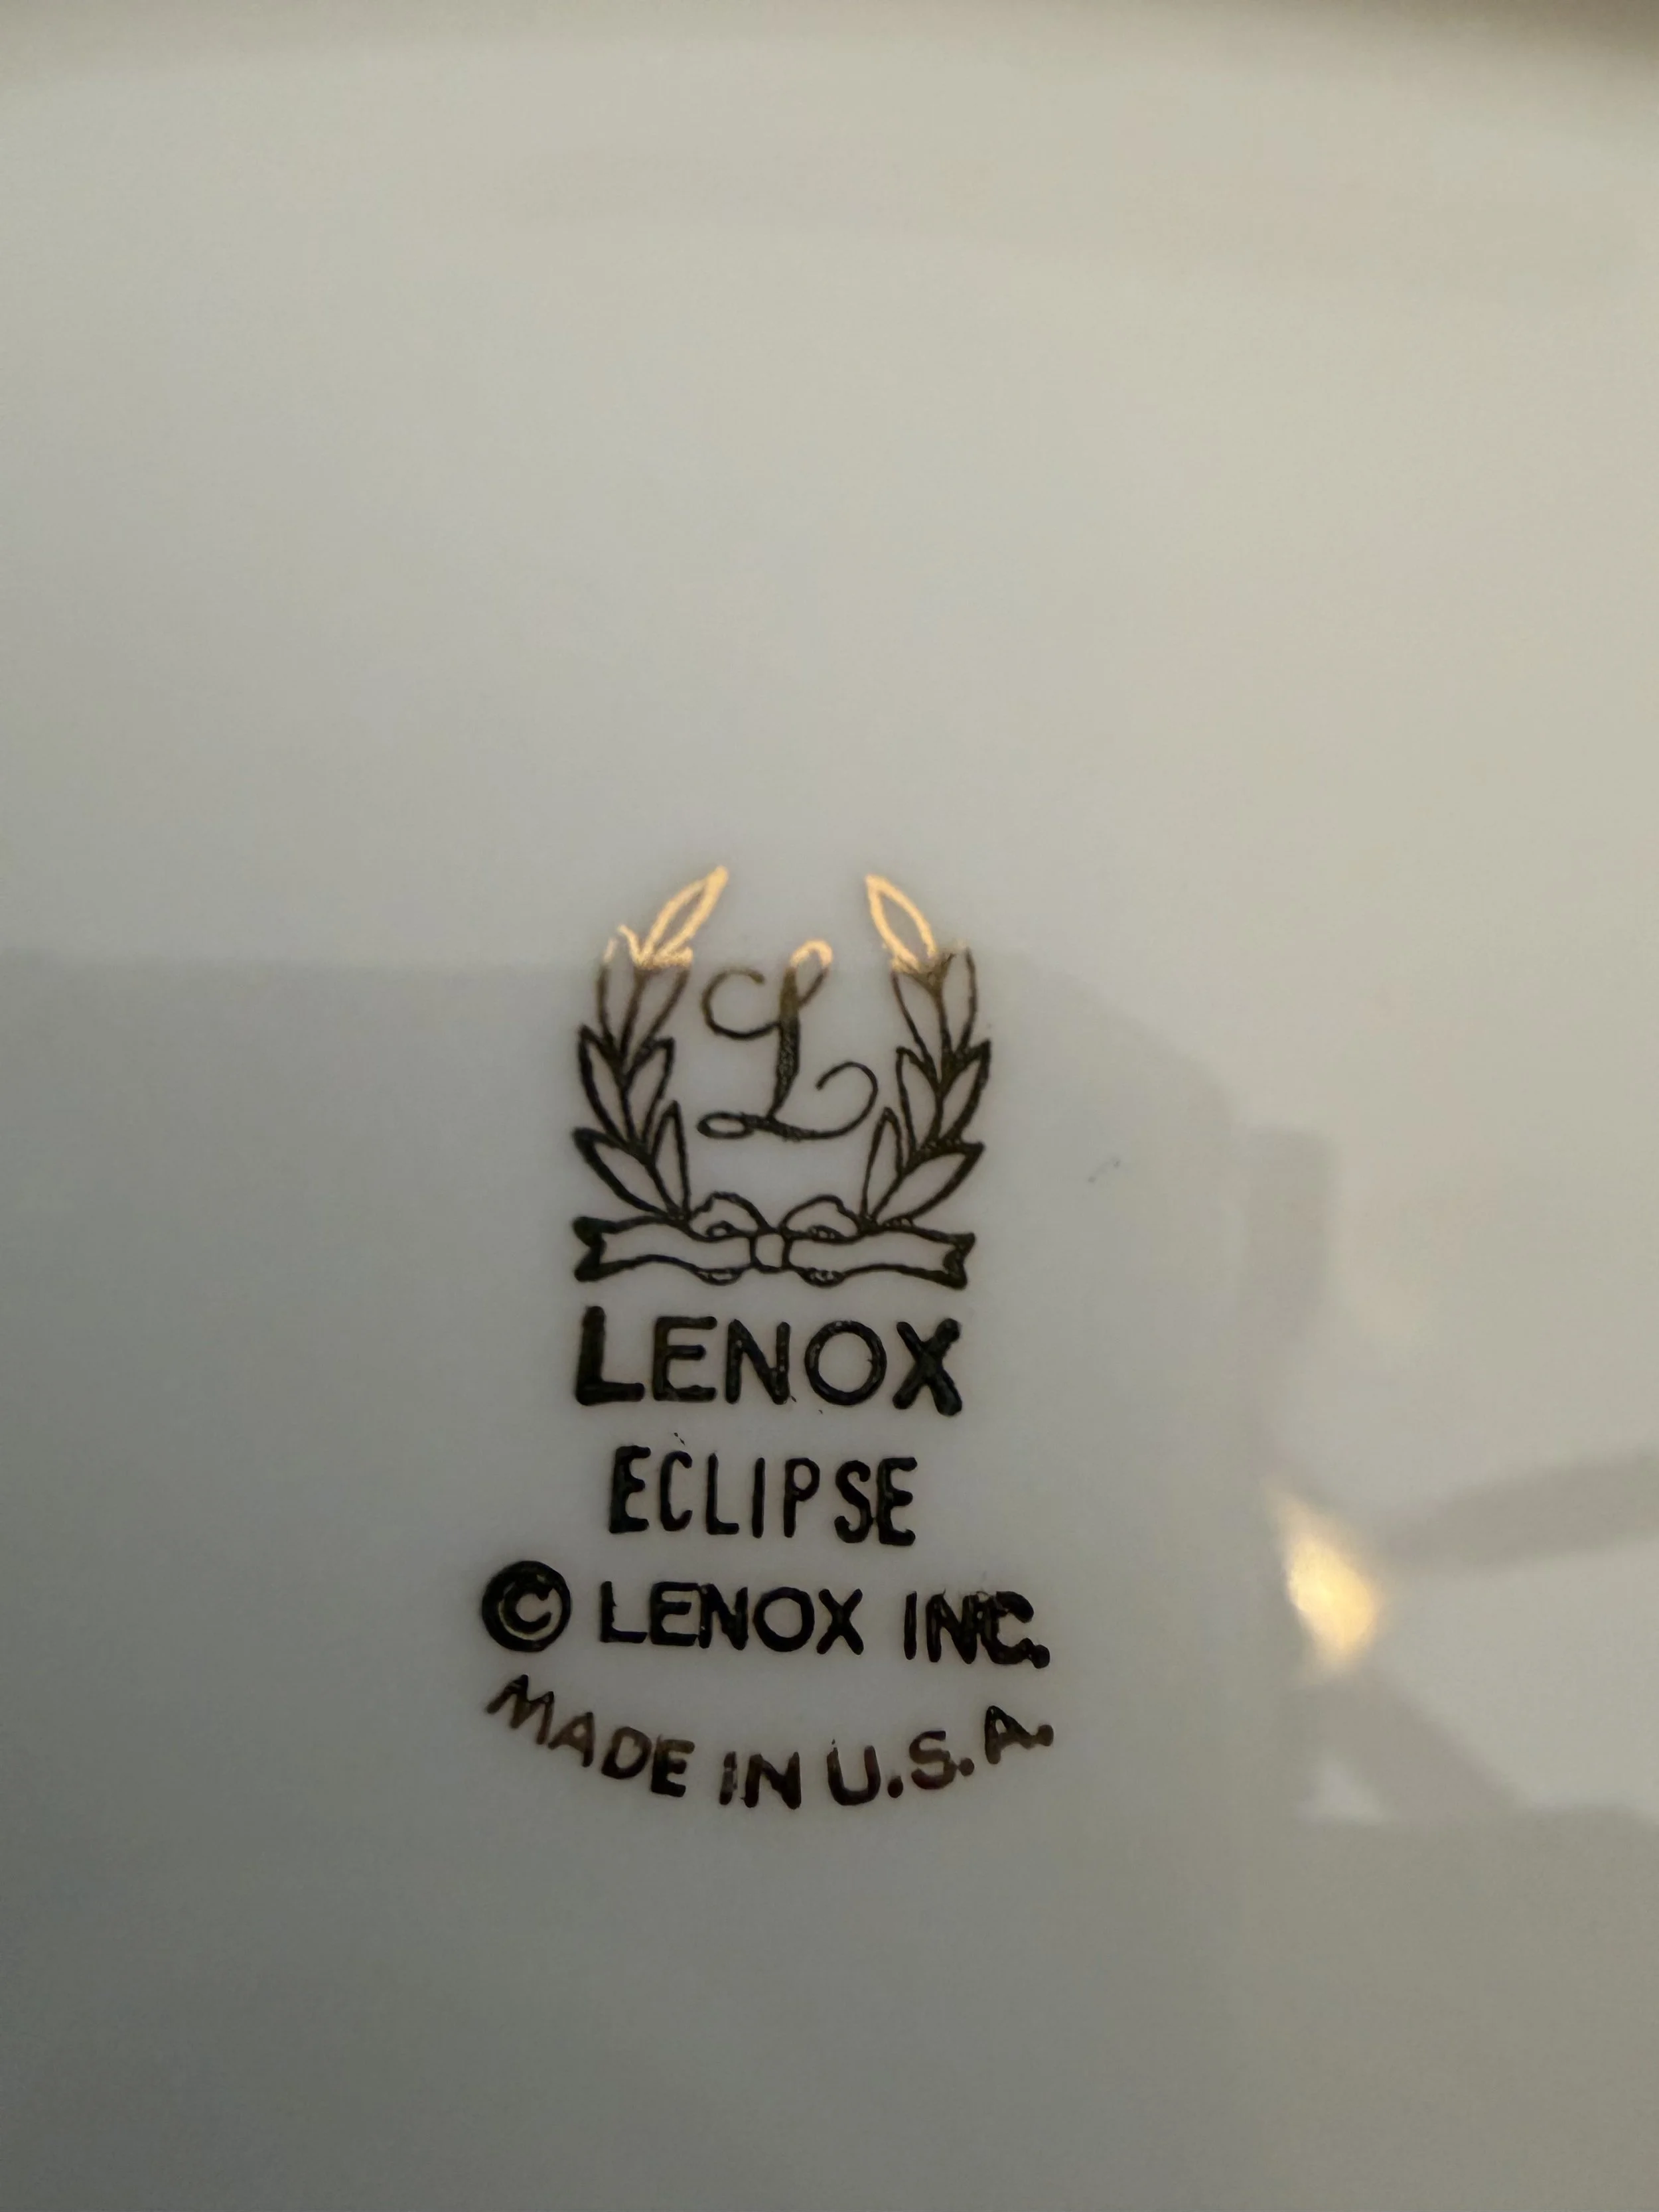 L
LENOX
ECLIPSE
© LENOX INC.
MADE IN U.S.A.